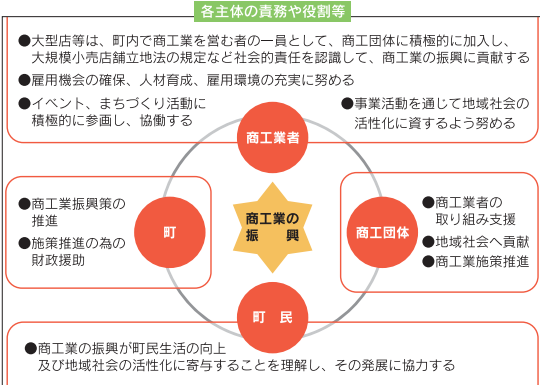 各主体の責務や役割等
●大型店等は、町内で商工業を営む者の一員として、商工団体に積極的に加入し、
大規模小売店舗立地法の規定など社会的責任を認識して、商工業の振興に貢献する
●雇用機会の確保、人材育成、雇用環境の充実に努める
●イベント、まちづくり活動に
積極的に参画し、協働する
●事業活動を通じて地域社会の
活性化に資するよう努める
商工業者
●商工業振興策の
推進
●施策推進の為の
財政援助
町
商工業の
振　興
商工団体
●商工業者の
取り組み支援
●地域社会へ貢献
●商工業施策推進
町　民
●商工業の振興が町民生活の向上
及び地域社会の活性化に寄与することを理解し、その発展に協力する